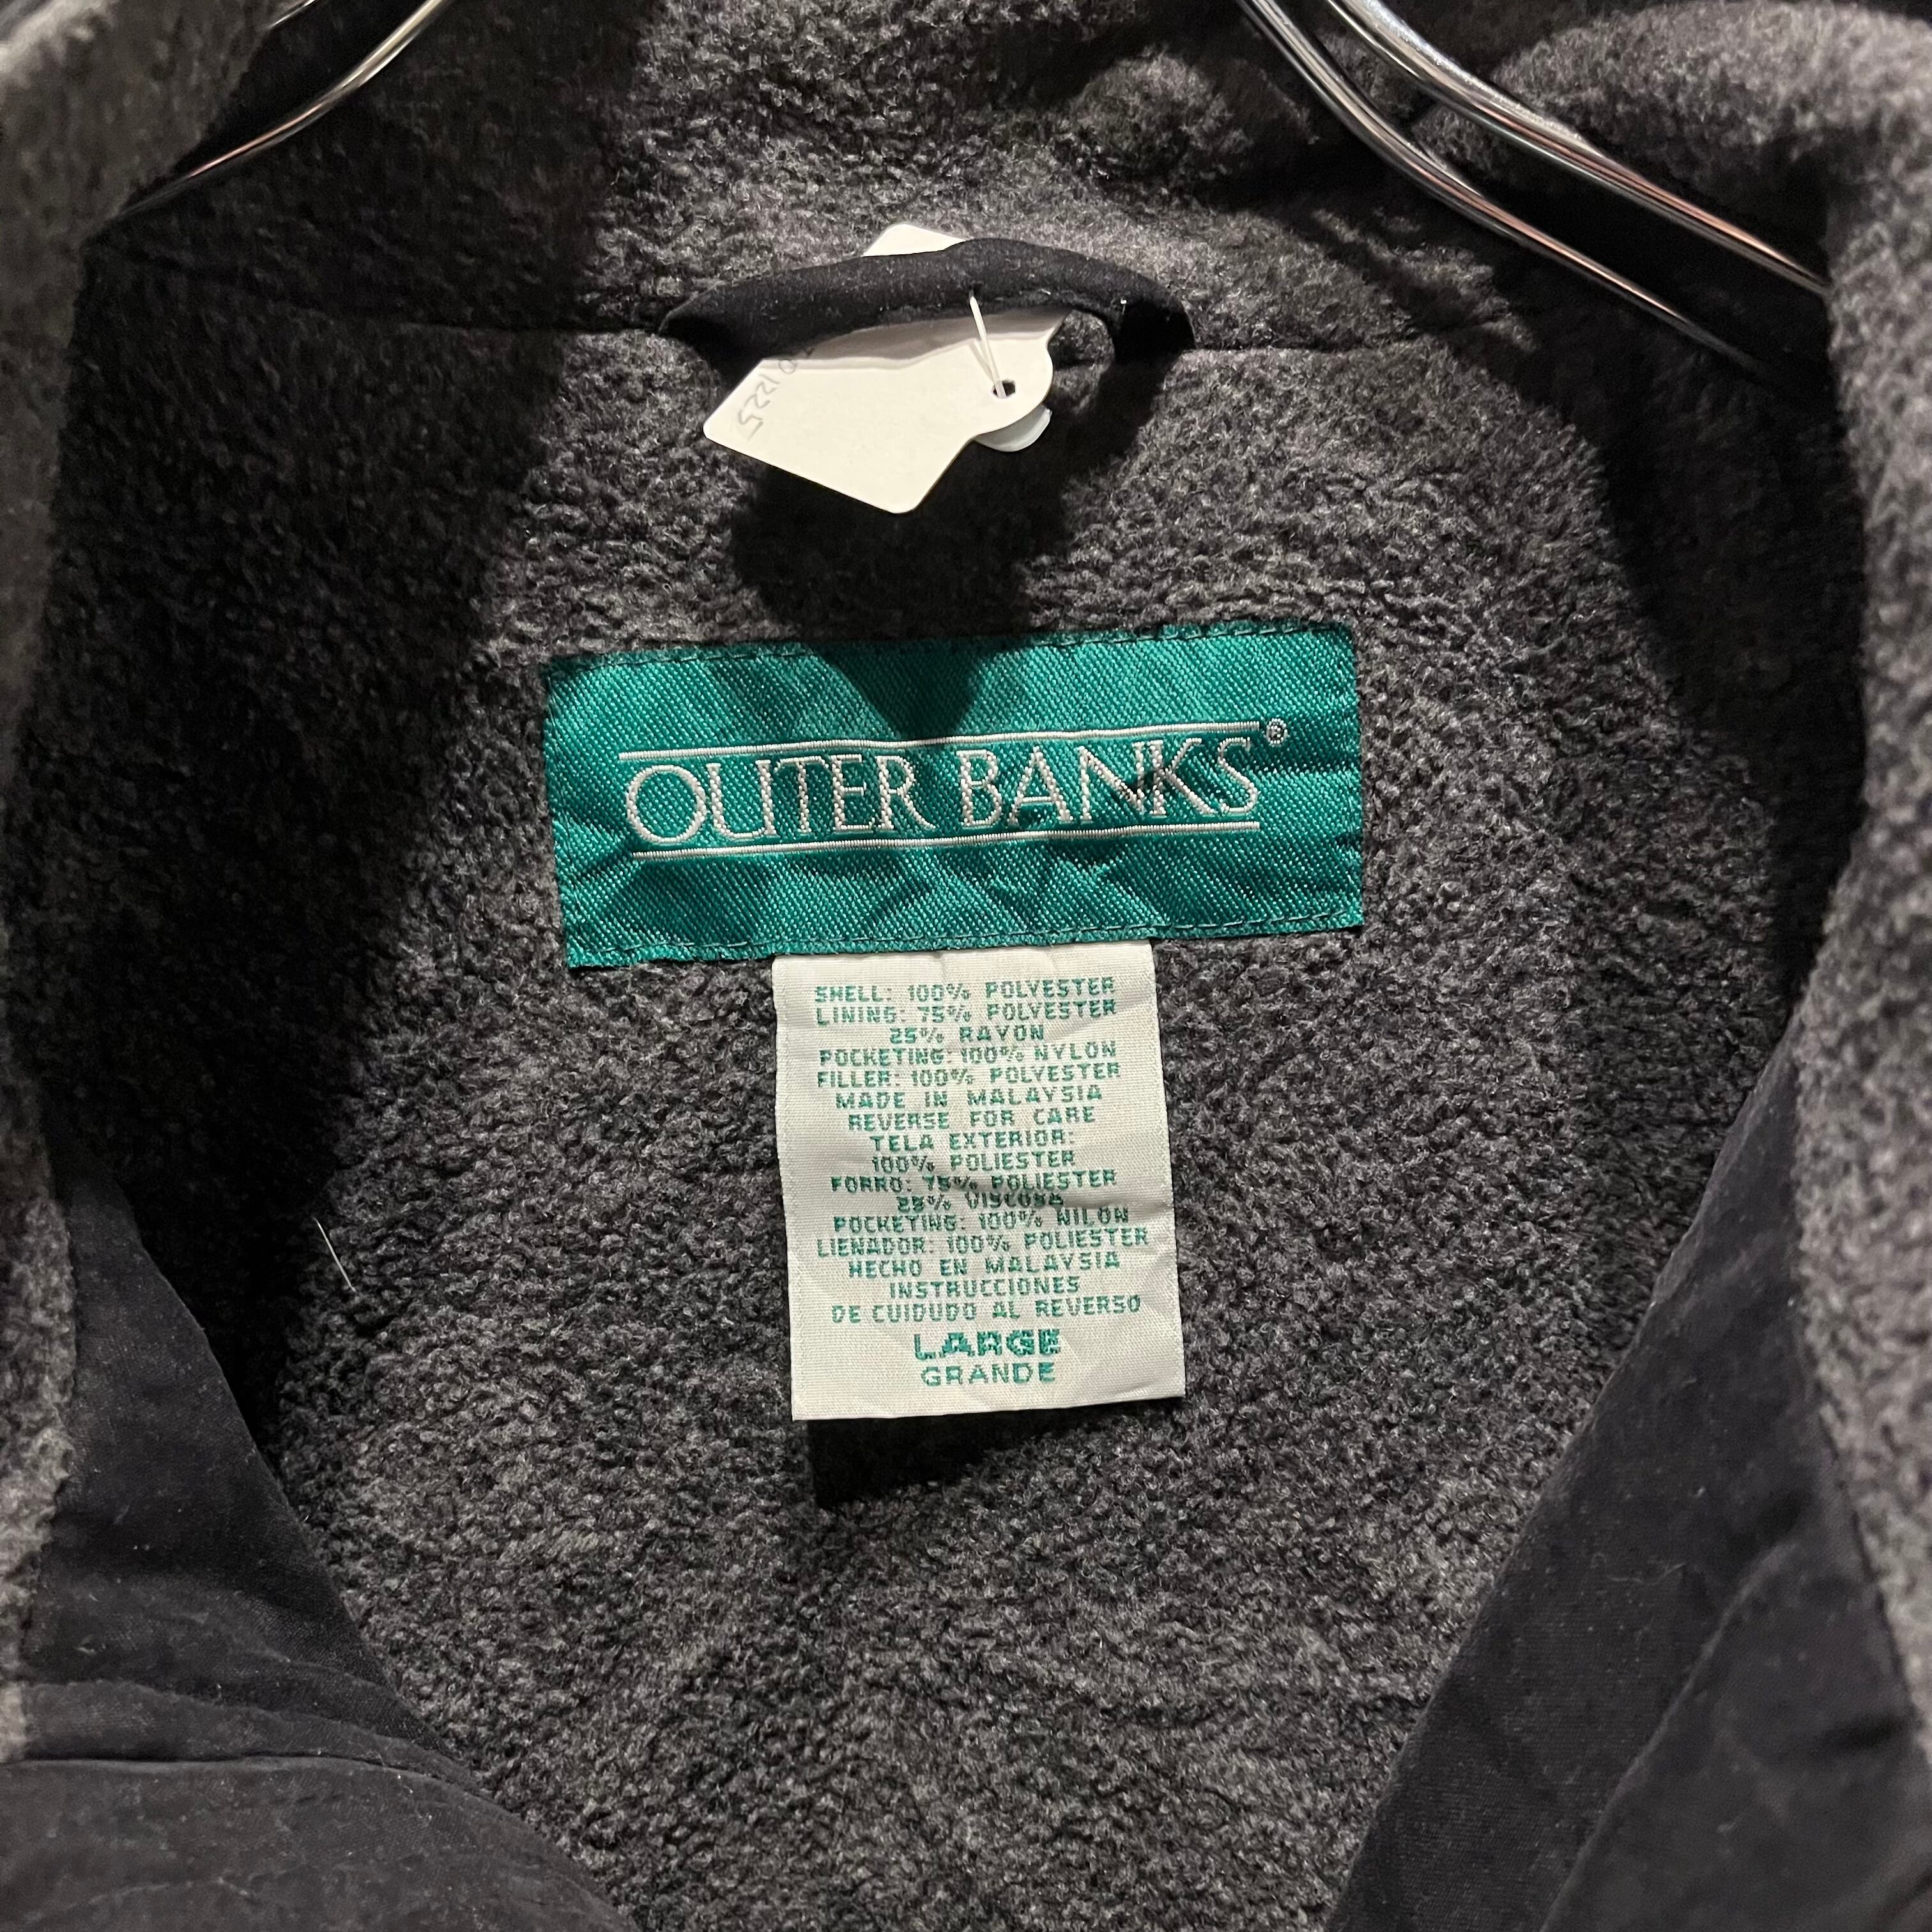 OUTER BANKS®
SHELL: 100% POLYESTER
LINING: 75% POLYESTER
25% RAYON
POCKETING: 100% NYLON
FILLER: 100% POLYESTER
MADE IN MALAYSIA
REVERSE FOR CARE
TELA EXTERIOR:
100% POLIESTER
FORRO: 75% POLIESTER
25% VISCOSA
POCKETING: 100% NILON
LIENADOR: 100% POLIESTER
HECHO EN MALAYSIA
INSTRUCCIONES
DE CUIDUDO AL REVERSO
LARGE
GRANDE